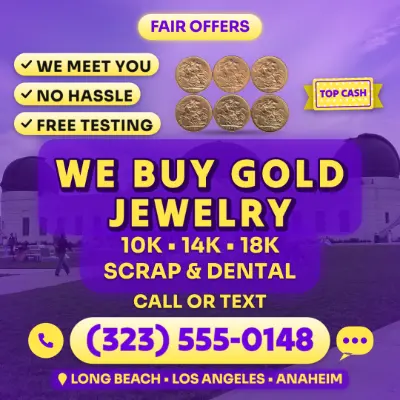 FAIR OFFERS
✓ WE MEET YOU
✓ NO HASSLE
✓ FREE TESTING
TOP CASH
WE BUY GOLD
JEWELRY
10K ▪ 14K ▪ 18K
SCRAP & DENTAL
CALL OR TEXT
(323) 555-0148
LONG BEACH ▪ LOS ANGELES ▪ ANAHEIM